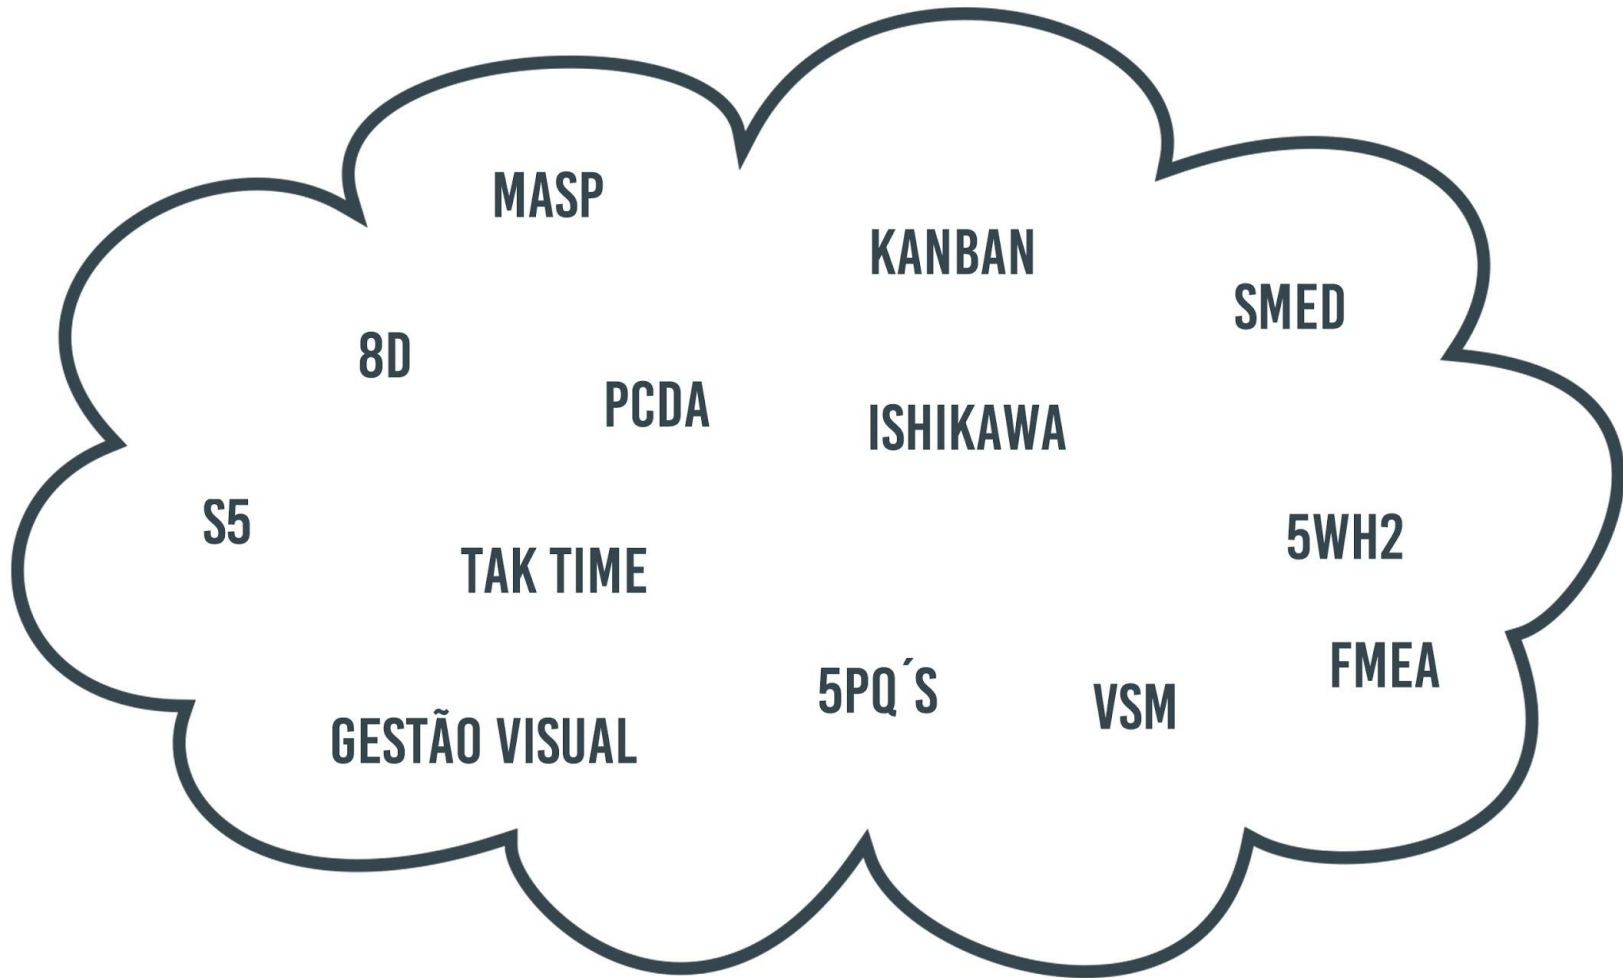 MASP
KANBAN
SMED
8D
PCDA
ISHIKAWA
S5
TAK TIME
5WH2
5PQ´S
VSM
FMEA
GESTÃO VISUAL